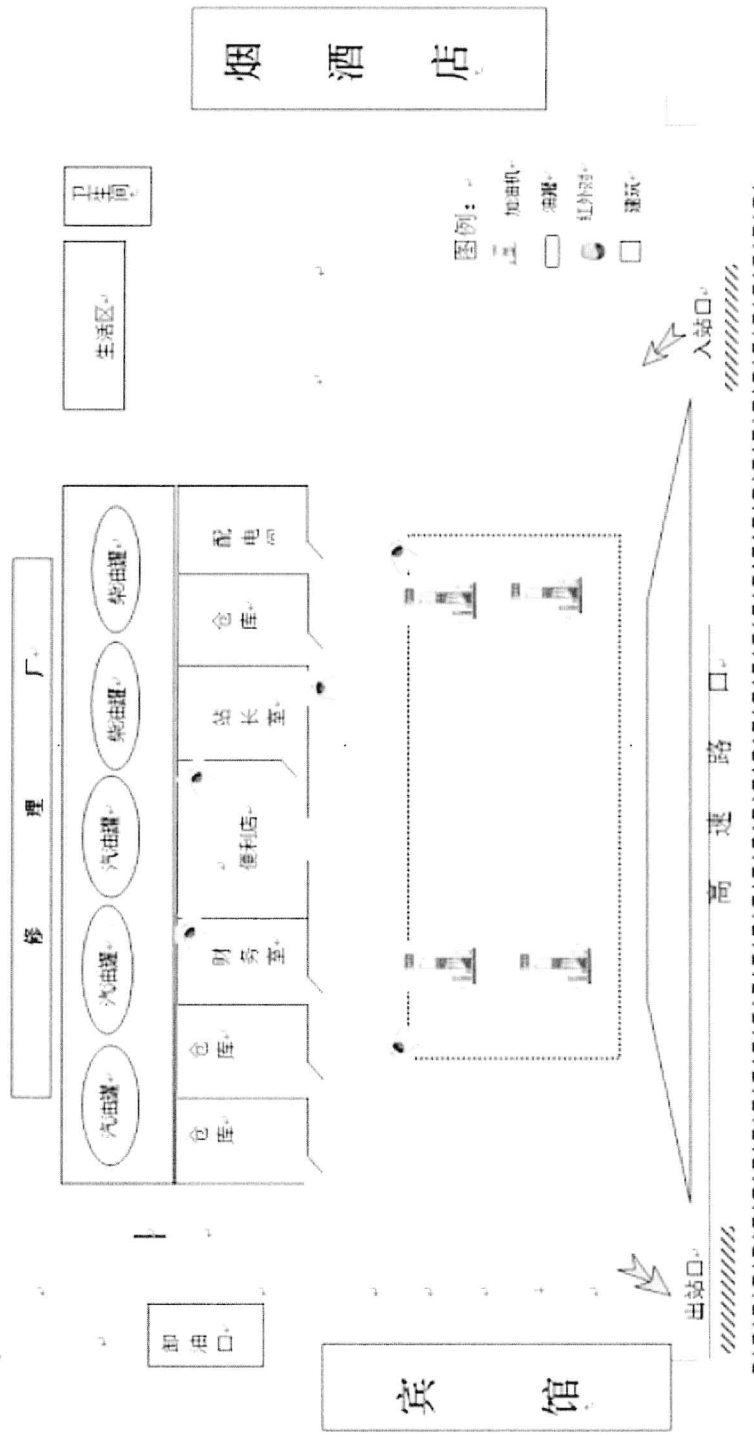 修理厂
汽油罐
汽油罐
汽油罐
柴油罐
柴油罐
卸油口
仓库
仓库
财务室
便利店
站长室
仓库
配电
生活区
卫生间
宾馆
烟酒店
图例：
加油机
油罐
红外对
出站口
高速路口
入站口